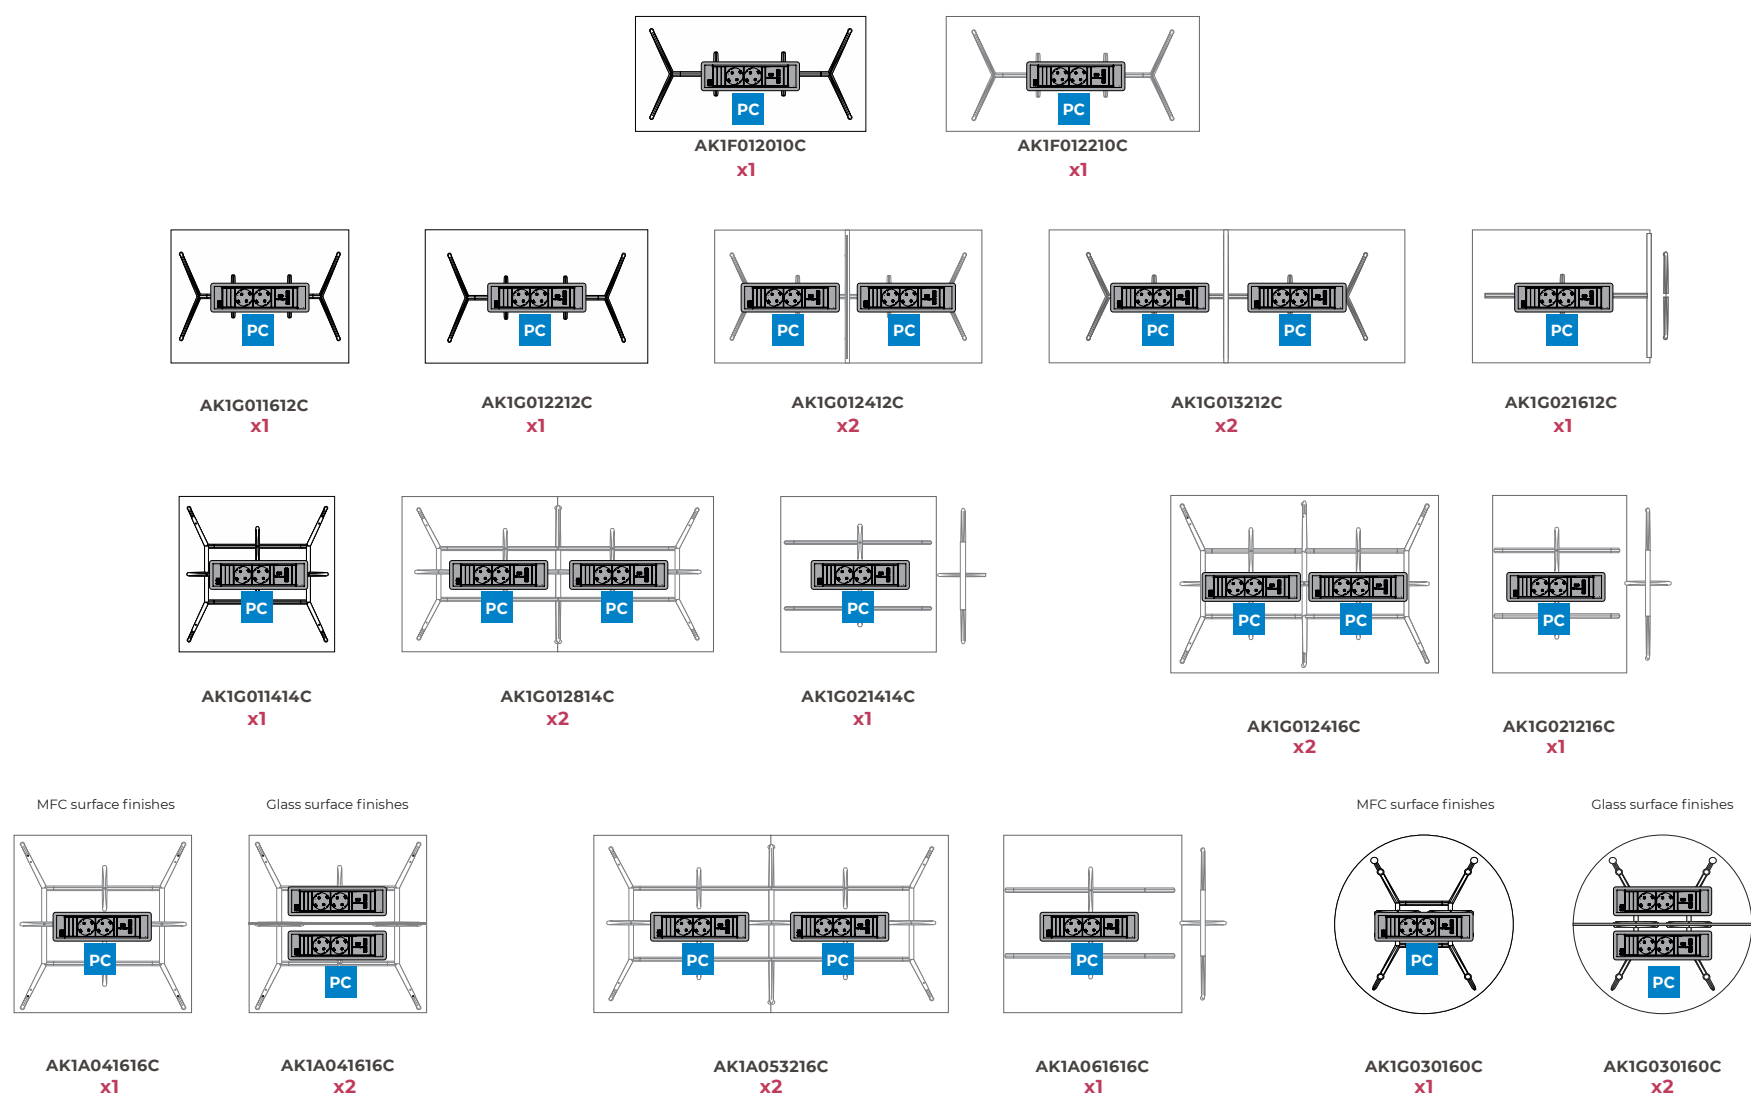 PC PC
AK1F012010C AK1F012210C
x1 x1
PC PC PC PC PC PC PC
AK1G011612C AK1G012212C AK1G012412C AK1G013212C AK1G021612C
x1 x1 x2 x2 x1
PC PC PC PC PC PC PC
AK1G011414C AK1G012814C AK1G021414C AK1G012416C AK1G021216C
x1 x2 x1 x2 x1
MFC surface finishes Glass surface finishes MFC surface finishes Glass surface finishes
PC PC PC PC PC PC PC
AK1A041616C AK1A041616C AK1A053216C AK1A061616C AK1G030160C AK1G030160C
x1 x2 x2 x1 x1 x2